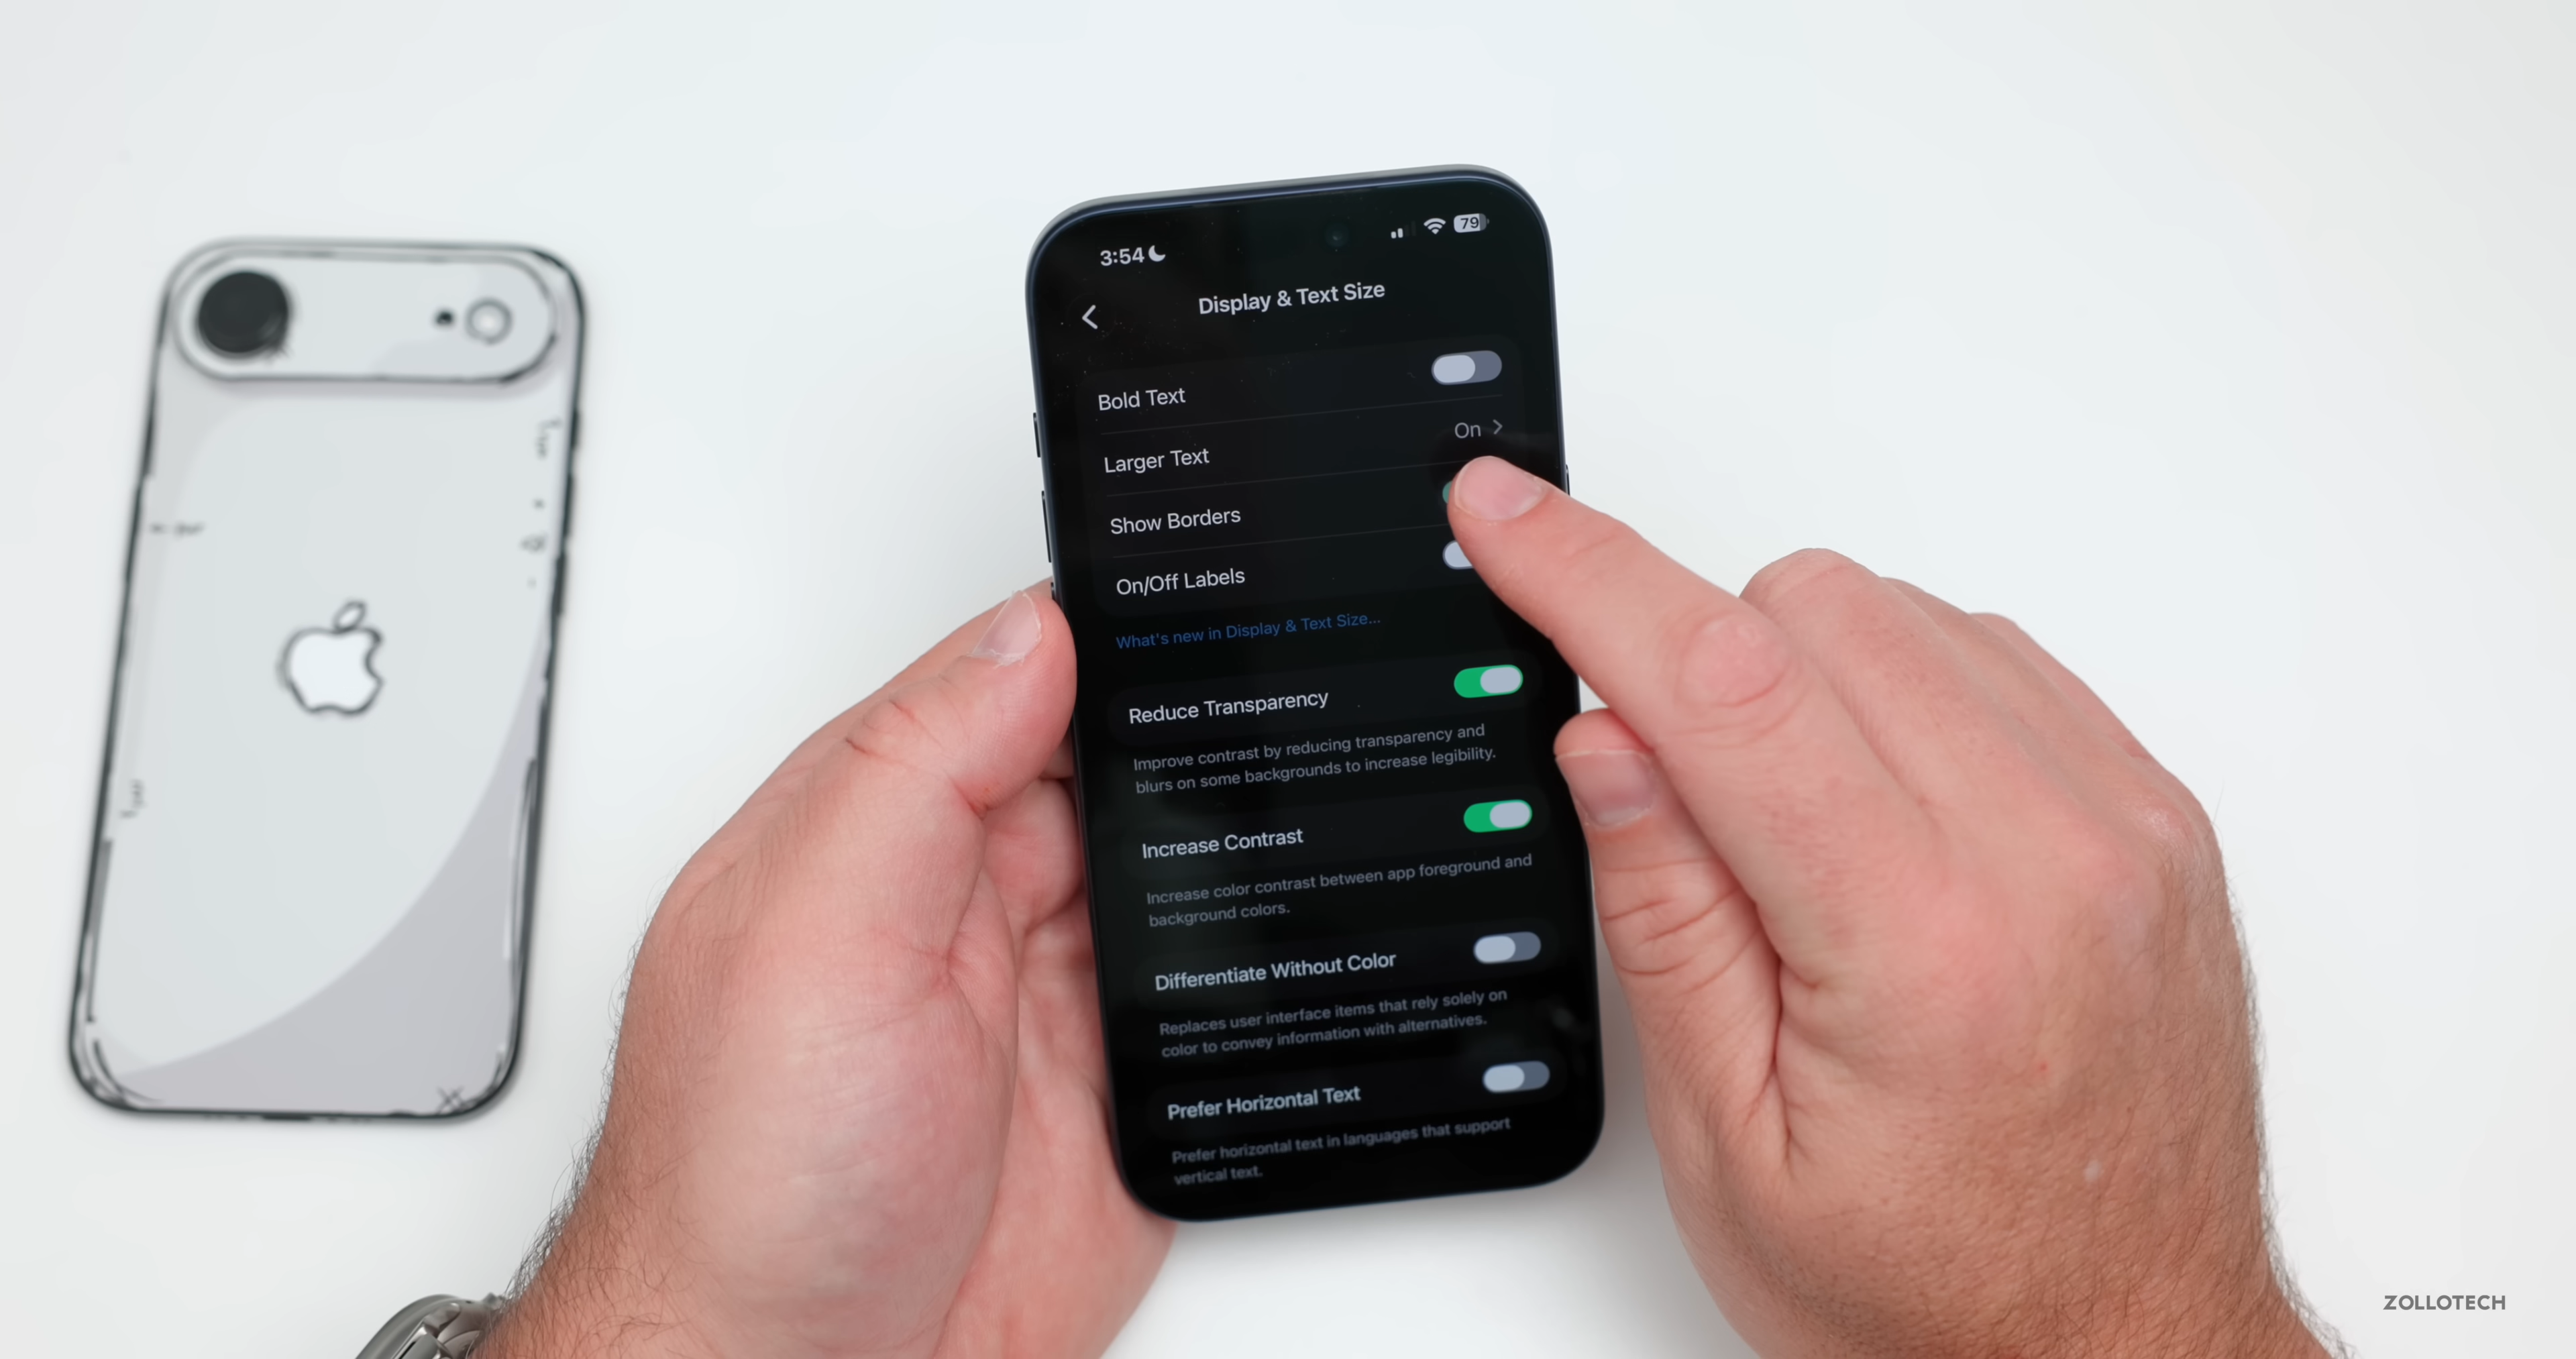 3:54
79
Display & Text Size
Bold Text
Larger Text
On
Show Borders
On/Off Labels
What's new in Display & Text Size...
Reduce Transparency
Improve contrast by reducing transparency and
blurs on some backgrounds to increase legibility.
Increase Contrast
Increase color contrast between app foreground and
background colors.
Differentiate Without Color
Replaces user interface items that rely solely on
color to convey information with alternatives.
Prefer Horizontal Text
Prefer horizontal text in languages that support
vertical text.
ZOLLOTECH